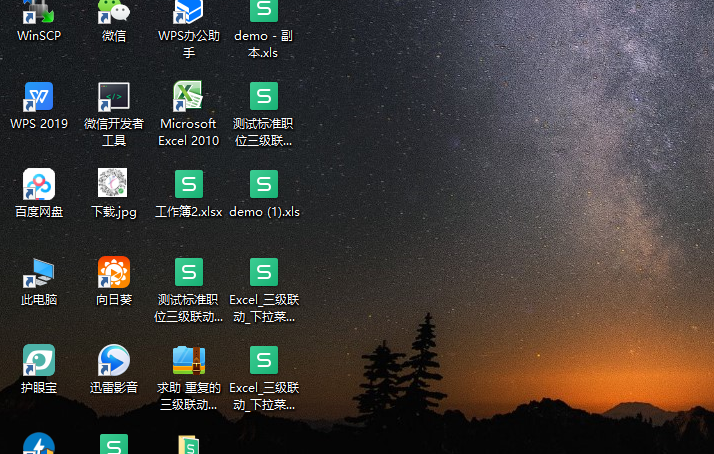 WinSCP
微信
WPS办公助
手
demo - 副
本.xls
WPS 2019
微信开发者
工具
Microsoft
Excel 2010
测试标准职
位三级联...
百度网盘
下载.jpg
工作簿2.xlsx
demo (1).xls
此电脑
向日葵
测试标准职
位三级联动...
Excel_三级联
动_下拉菜...
护眼宝
迅雷影音
求助 重复的
三级联动...
Excel_三级联
动_下拉菜...